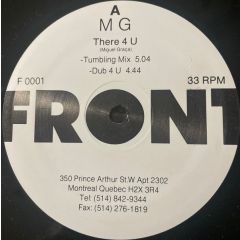 A
M G
There 4 U
(Miguel Graça)
-Tumbling Mix 5.04
-Dub 4 U 4.44
F 0001
33 RPM
FRONT
350 Prince Arthur St.W Apt 2302
Montreal Quebec H2X 3R4
Tel: (514) 842-9344
Fax: (514) 276-1819